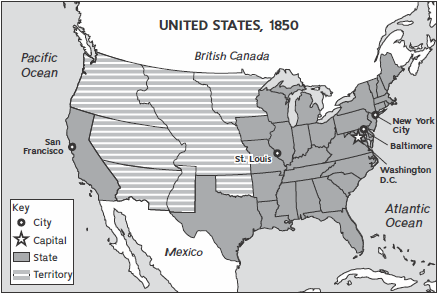 UNITED STATES, 1850
Pacific
Ocean
British Canada
New York
City
Baltimore
San
Francisco
St. Louis
Washington
D.C.
Key
City
Capital
State
Territory
Atlantic
Ocean
Mexico